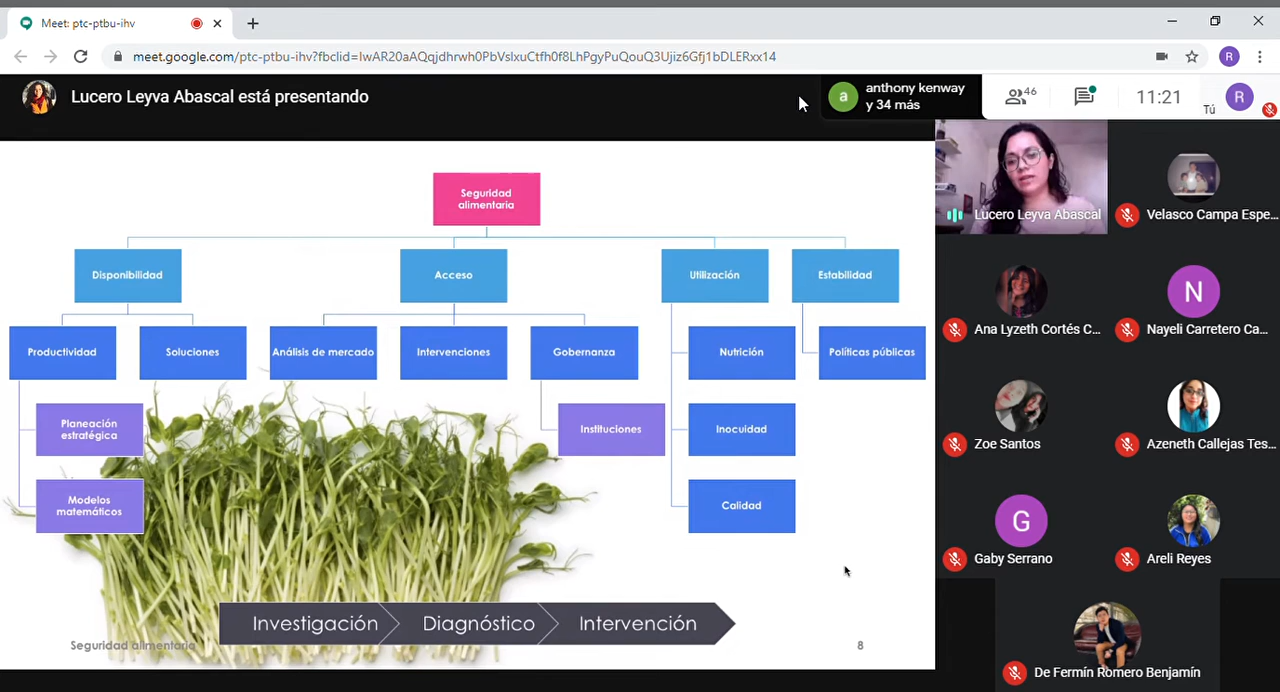 Meet: ptc-ptbu-ihv
meet.google.com/ptc-ptbu-ihv?fbclid=IwAR20aAQqjdhrwh0PbVslxuCtfh0f8LhPgyPuQouQ3Ujiz6Gfj1bDLERxx14
R
Lucero Leyva Abascal está presentando
a
anthony kenway
y 34 más
46
11:21
Tú
R
Seguridad
alimentaria
Disponibilidad
Acceso
Utilización
Estabilidad
Productividad
Soluciones
Análisis de mercado
Intervenciones
Gobernanza
Nutrición
Políticas públicas
Planeación
estratégica
Instituciones
Inocuidad
Modelos
matemáticos
Calidad
Investigación
Diagnóstico
Intervención
Seguridad alimentaria
8
Lucero Leyva Abascal
Velasco Campa Espe...
Ana Lyzeth Cortés C...
N
Nayeli Carretero Ca...
Zoe Santos
Azeneth Callejas Tes...
G
Gaby Serrano
Areli Reyes
De Fermín Romero Benjamín